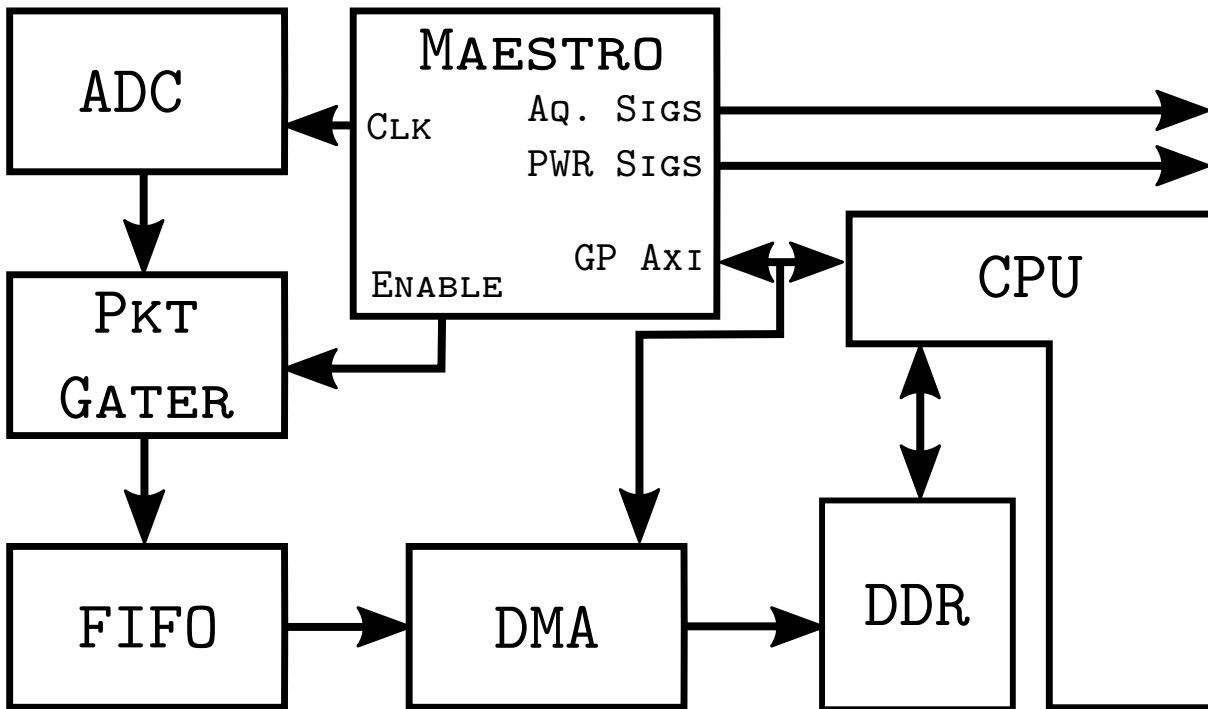 ADC
MAESTRO
CLK
AQ. SIGS
PWR SIGS
GP AXI
ENABLE
CPU
PKT
GATER
FIFO
DMA
DDR